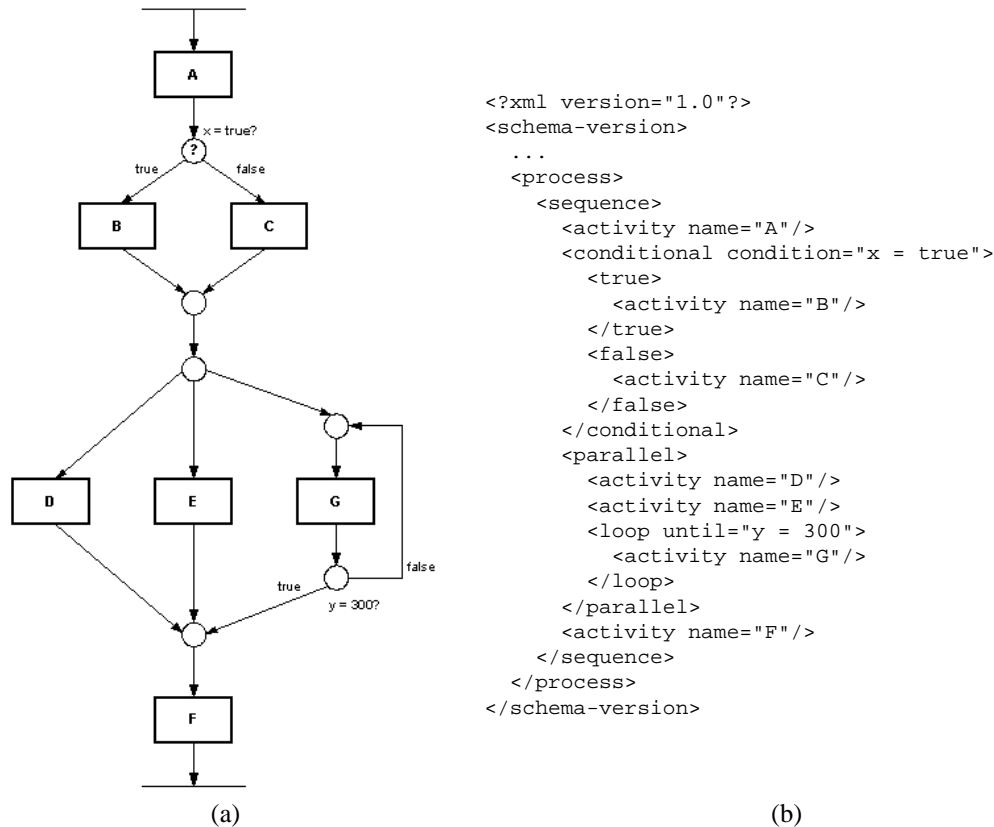 A
x = true?
?
true
false
B
C
D
E
G
false
true
y = 300?
F
(a)
<?xml version="1.0"?>
<schema-version>
...
<process>
<sequence>
<activity name="A"/>
<conditional condition="x = true">
<true>
<activity name="B"/>
</true>
<false>
<activity name="C"/>
</false>
</conditional>
<parallel>
<activity name="D"/>
<activity name="E"/>
<loop until="y = 300">
<activity name="G"/>
</loop>
</parallel>
<activity name="F"/>
</sequence>
</process>
</schema-version>
(b)